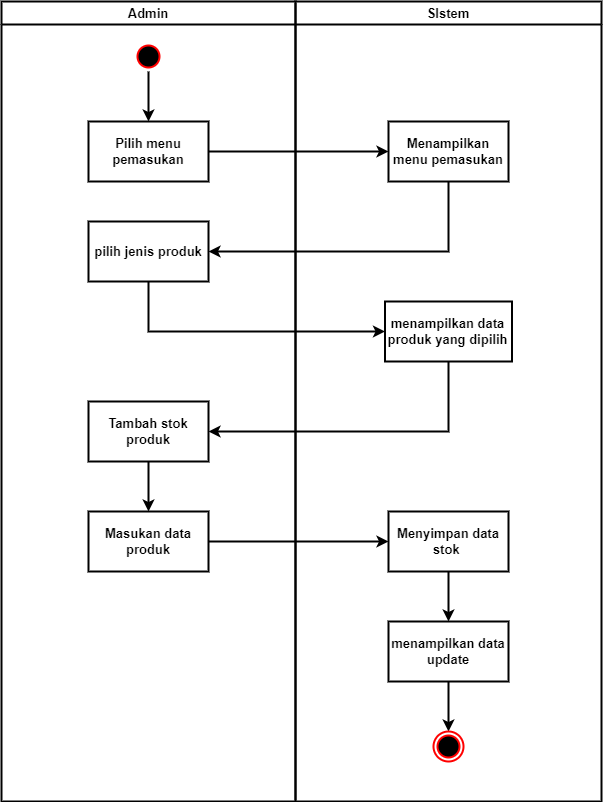 Admin
SIstem
Pilih menu
pemasukan
Menampilkan
menu pemasukan
pilih jenis produk
menampilkan data
produk yang dipilih
Tambah stok
produk
Masukan data
produk
Menyimpan data
stok
menampilkan data
update